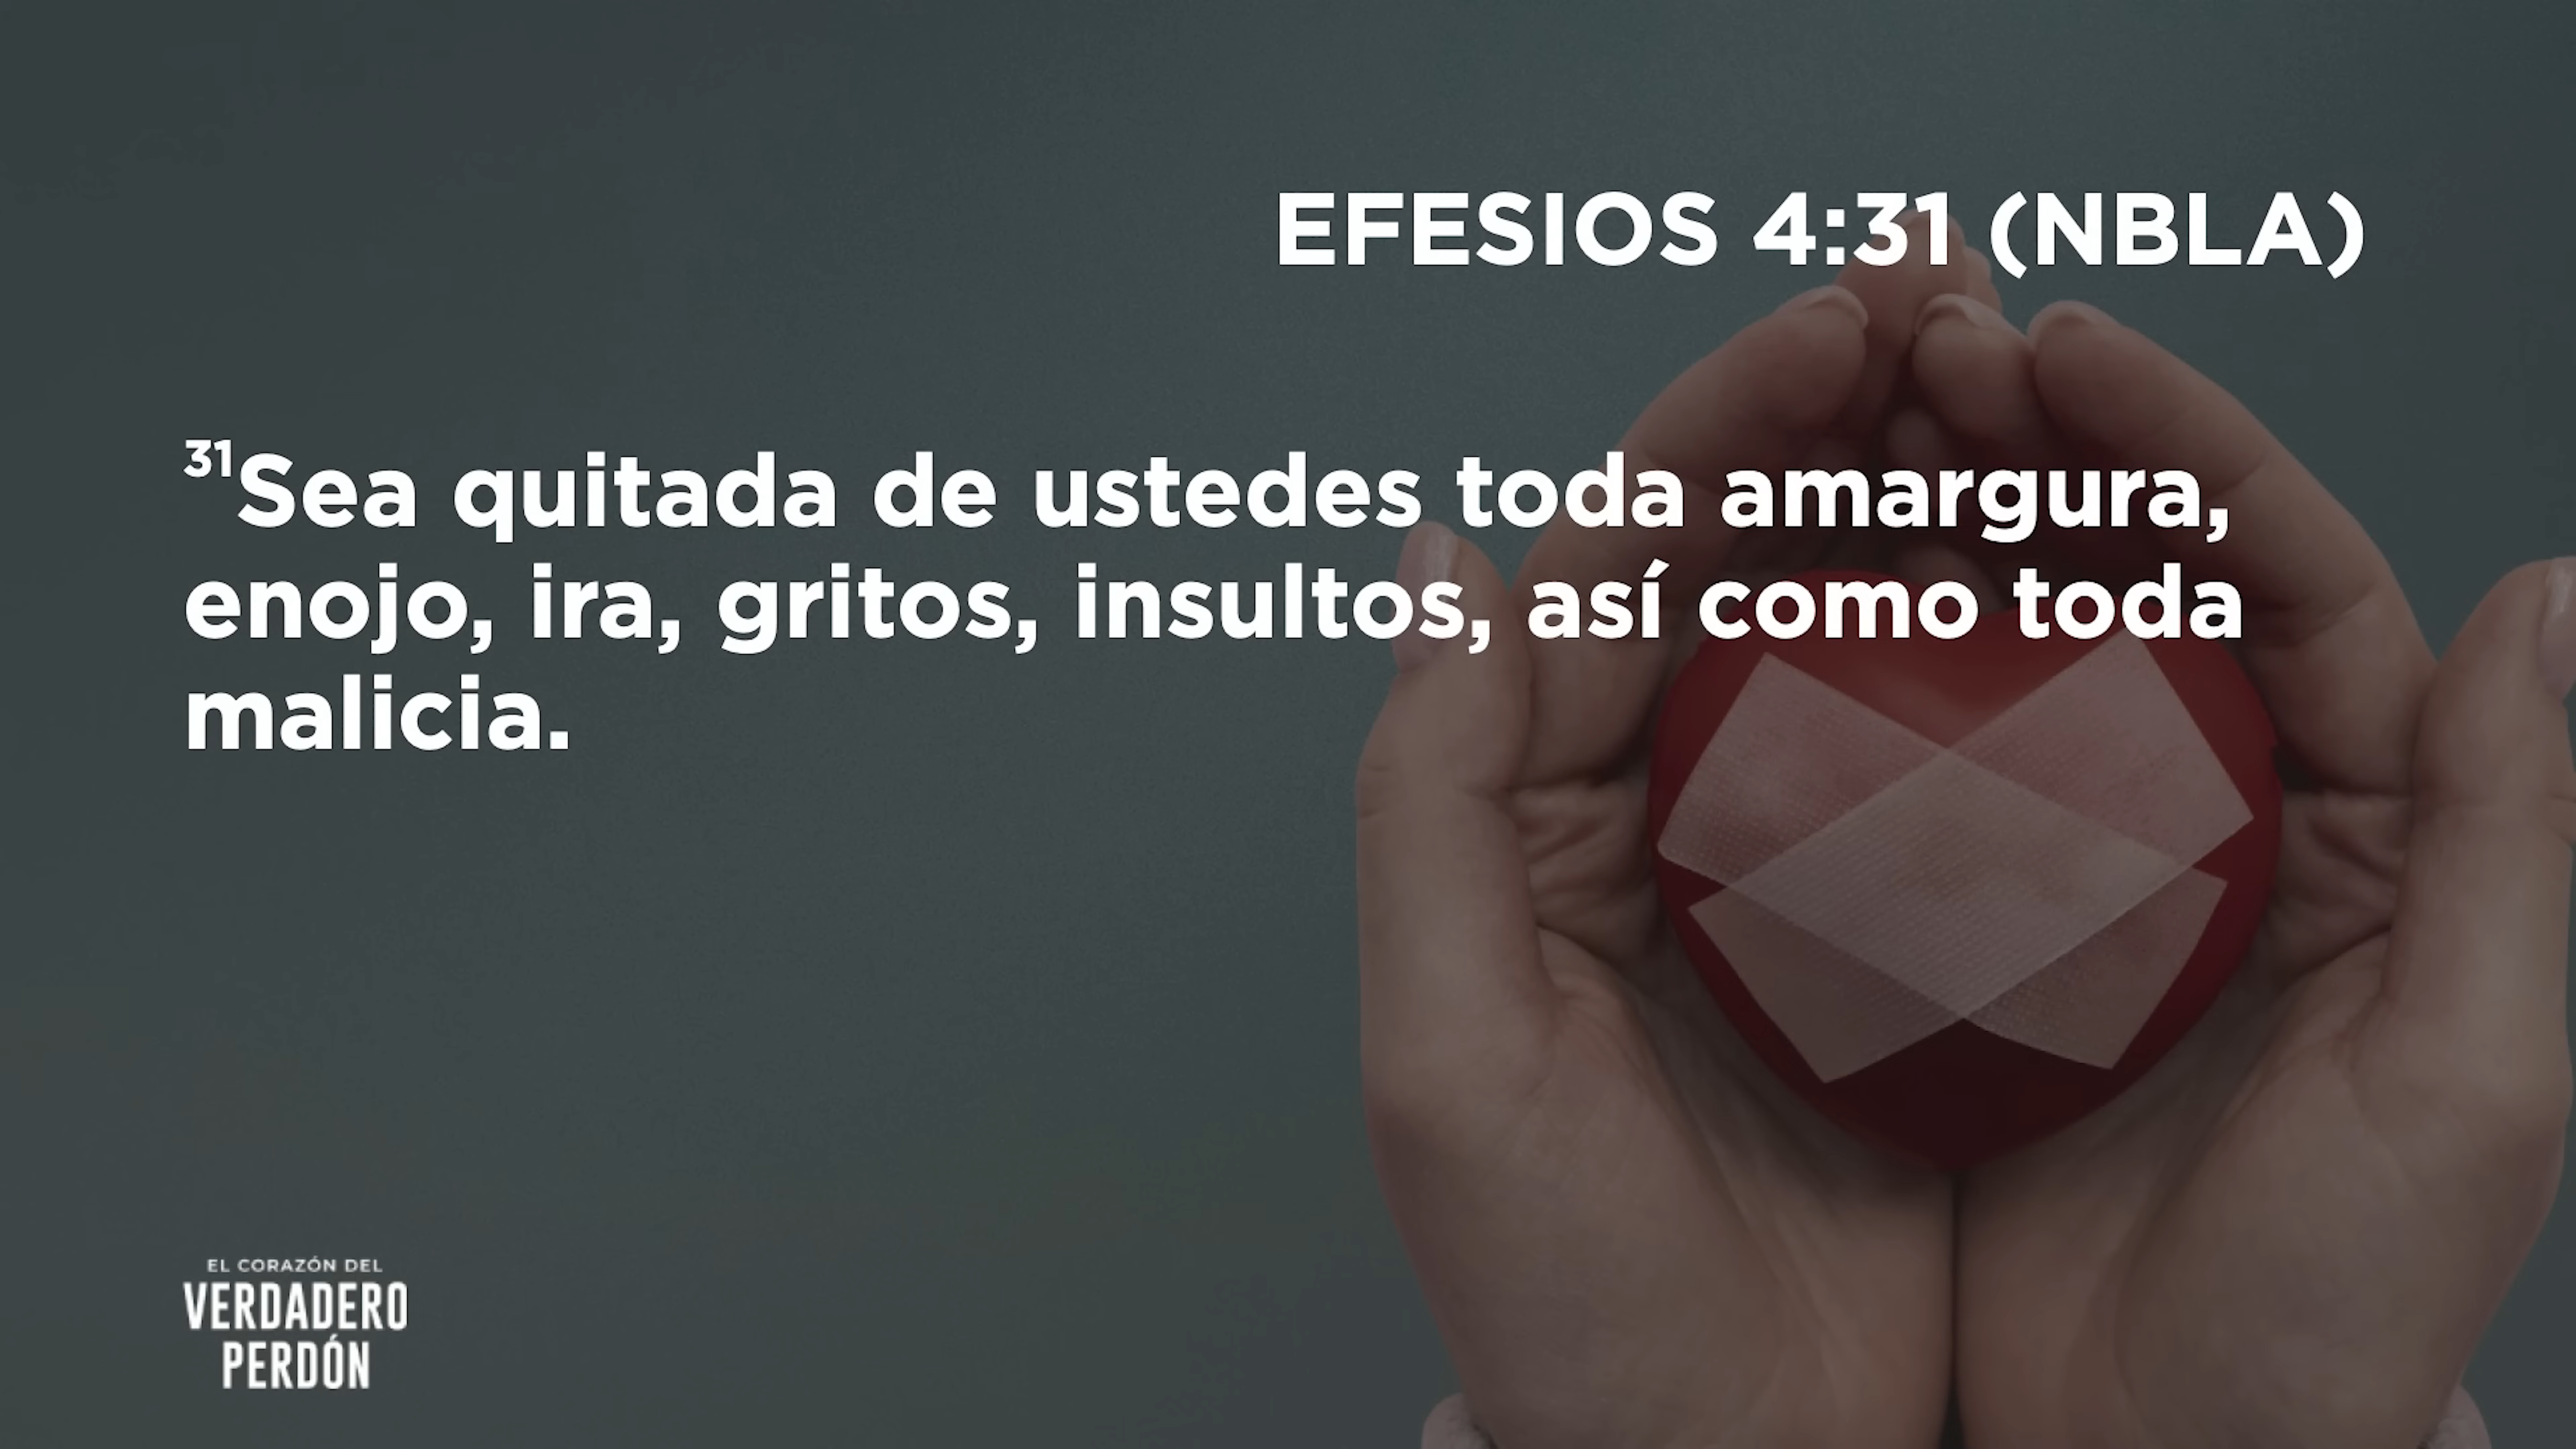 EFESIOS 4:31 (NBLA)
³¹Sea quitada de ustedes toda amargura,
enojo, ira, gritos, insultos, así como toda
malicia.
EL CORAZÓN DEL
VERDADERO
PERDÓN